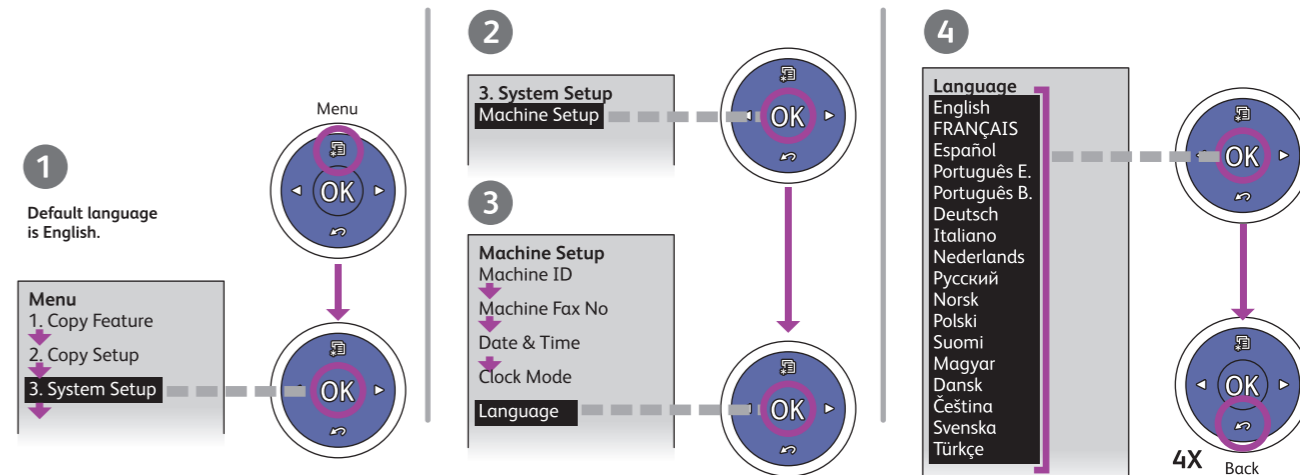 1
Default language
is English.
Menu
OK
Menu
1. Copy Feature
2. Copy Setup
3. System Setup
OK
2
3. System Setup
Machine Setup
OK
3
Machine Setup
Machine ID
Machine Fax No
Date & Time
Clock Mode
Language
OK
4
Language
English
FRANÇAIS
Español
Português E.
Português B.
Deutsch
Italiano
Nederlands
Русский
Norsk
Polski
Suomi
Magyar
Dansk
Čeština
Svenska
Türkçe
OK
OK
4X
Back